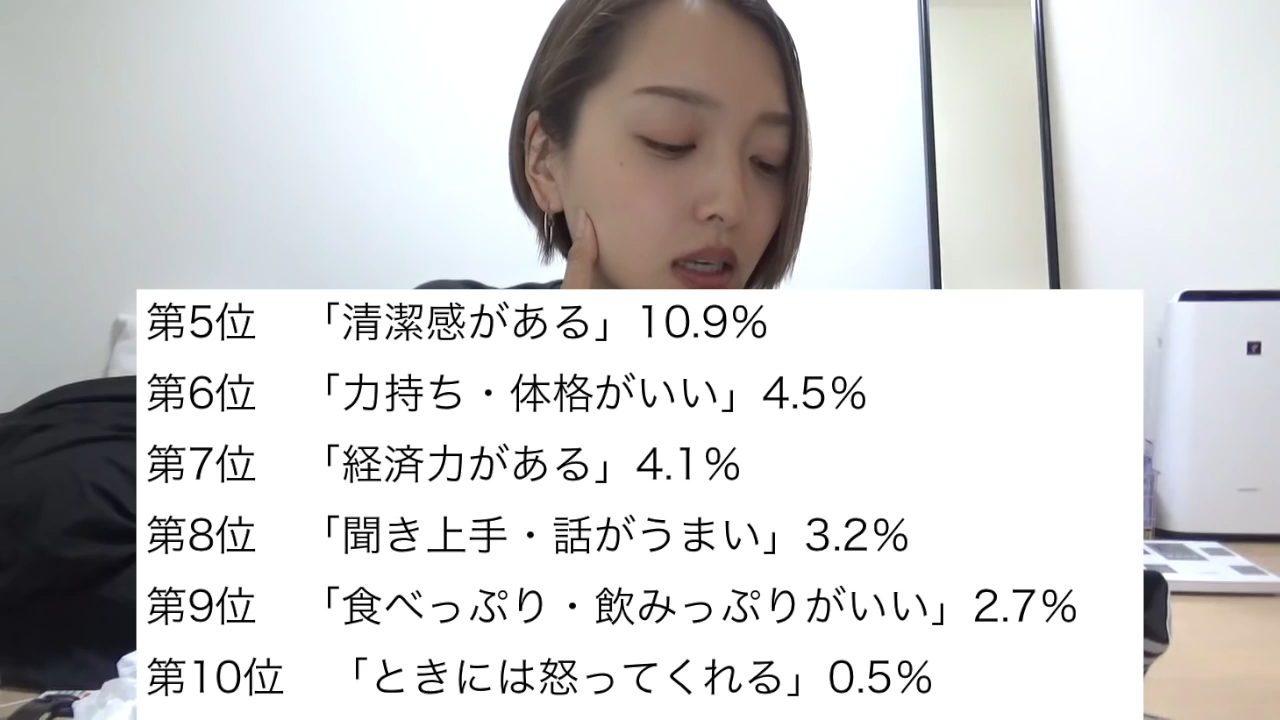 第5位 「清潔感がある」10.9%
第6位 「力持ち・体格がいい」4.5%
第7位 「経済力がある」4.1%
第8位 「聞き上手・話がうまい」3.2%
第9位 「食べっぷり・飲みっぷりがいい」2.7%
第10位 「ときには怒ってくれる」0.5%